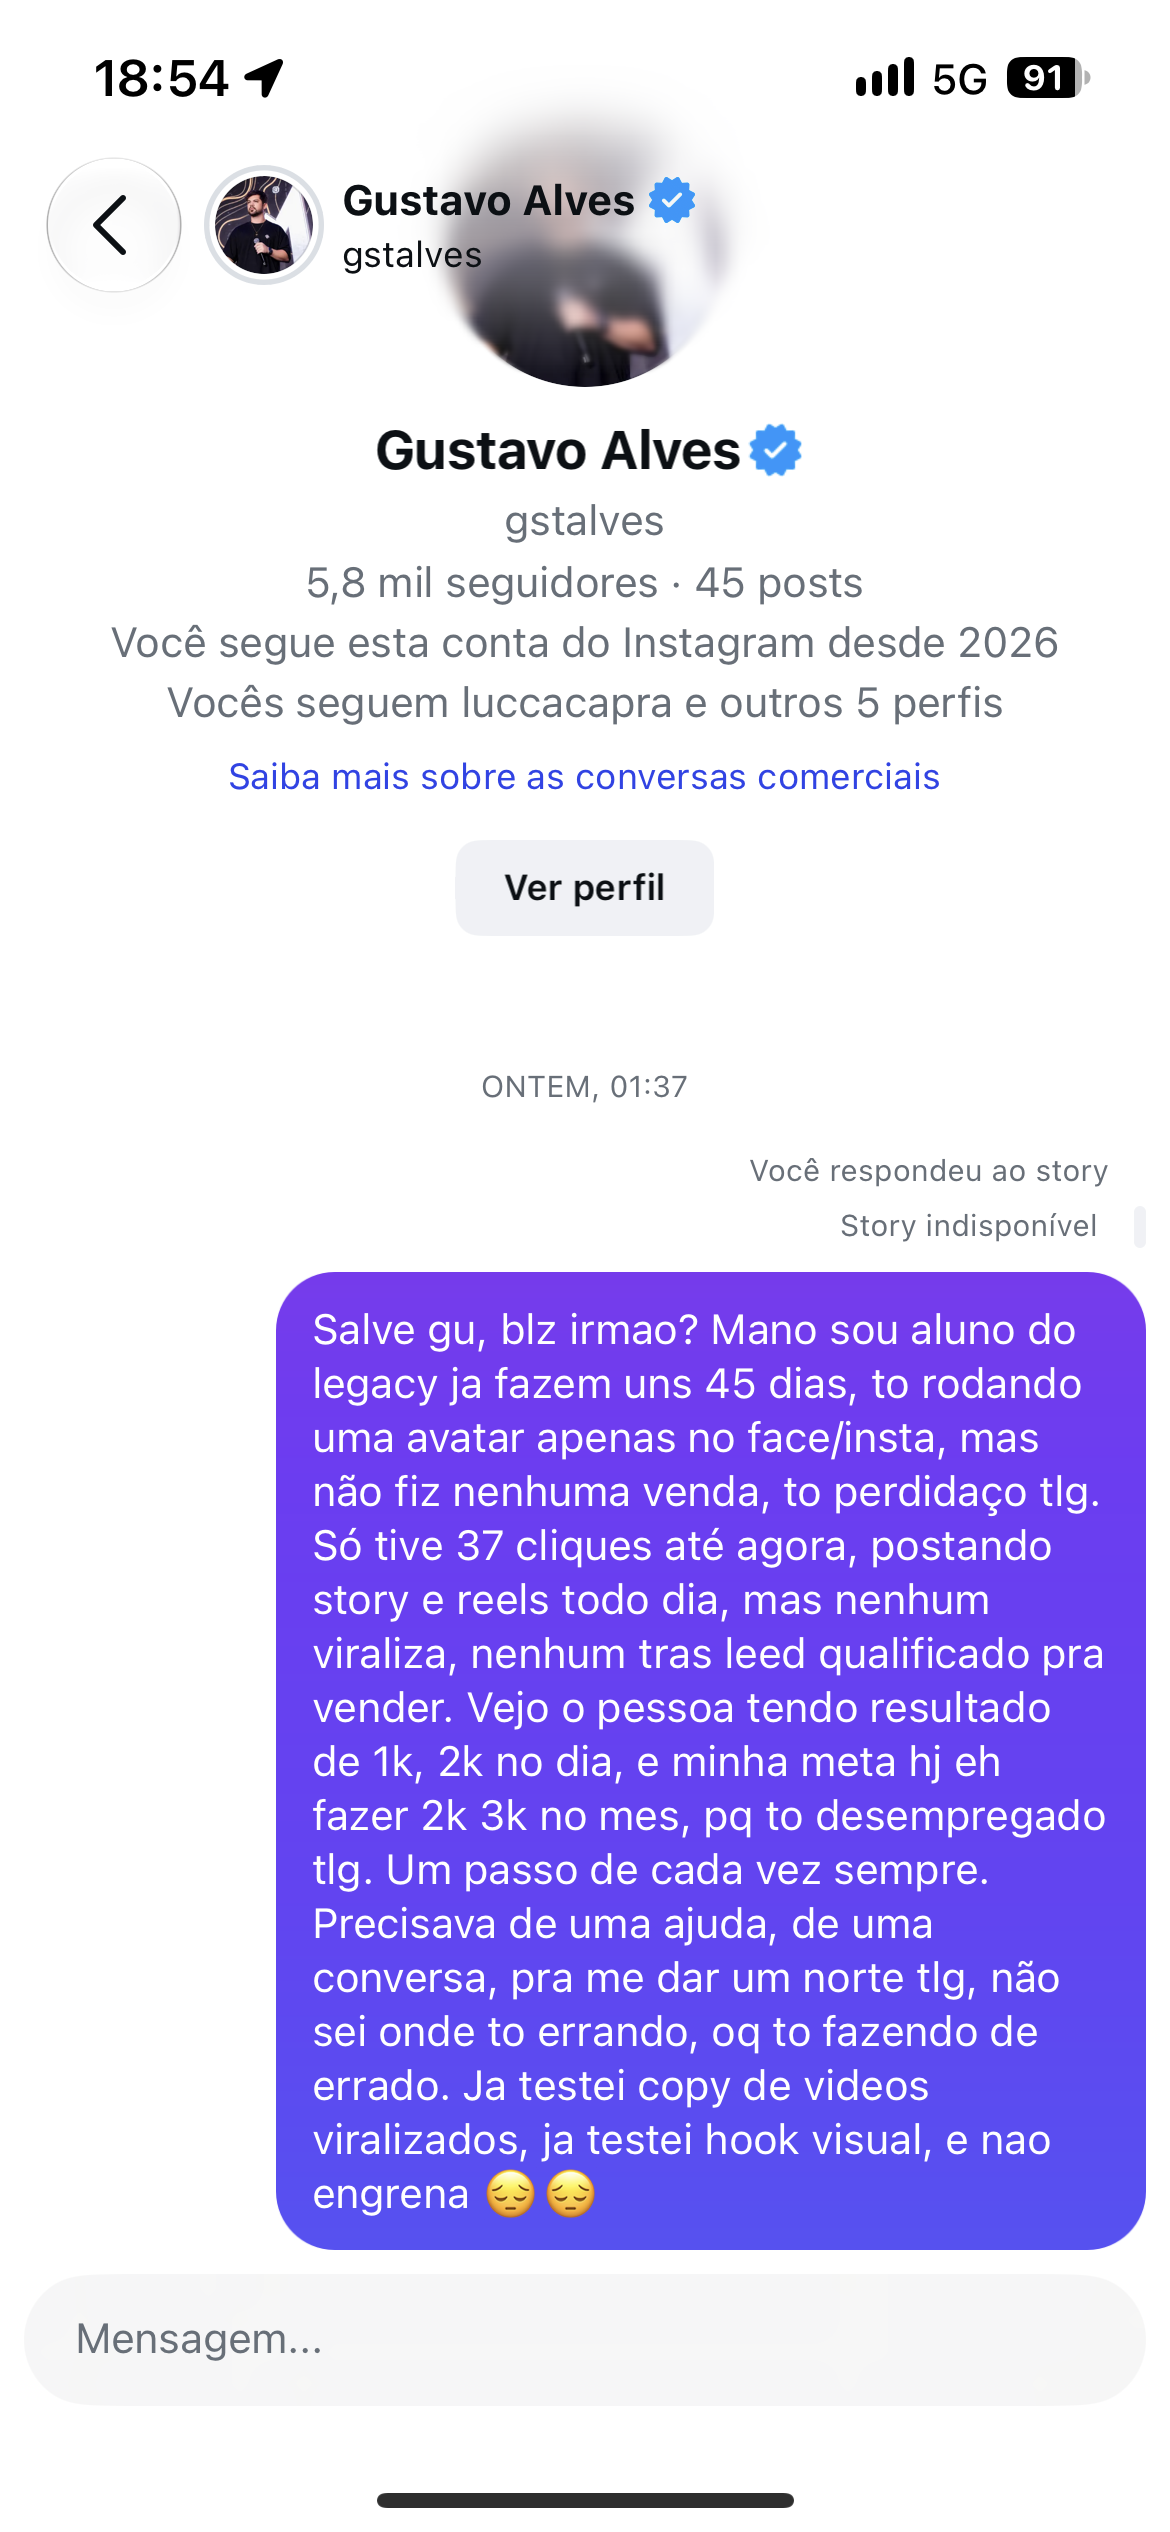 18:54
5G
91
Gustavo Alves
gstalves
Gustavo Alves
gstalves
5,8 mil seguidores · 45 posts
Você segue esta conta do Instagram desde 2026
Vocês seguem luccacapra e outros 5 perfis
Saiba mais sobre as conversas comerciais
Ver perfil
ONTEM, 01:37
Você respondeu ao story
Story indisponível
Salve gu, blz irmao? Mano sou aluno do
legacy ja fazem uns 45 dias, to rodando
uma avatar apenas no face/insta, mas
não fiz nenhuma venda, to perdidaço tlg.
Só tive 37 cliques até agora, postando
story e reels todo dia, mas nenhum
viraliza, nenhum tras leed qualificado pra
vender. Vejo o pessoa tendo resultado
de 1k, 2k no dia, e minha meta hj eh
fazer 2k 3k no mes, pq to desempregado
tlg. Um passo de cada vez sempre.
Precisava de uma ajuda, de uma
conversa, pra me dar um norte tlg, não
sei onde to errando, oq to fazendo de
errado. Ja testei copy de videos
viralizados, ja testei hook visual, e nao
engrena 😔😔
Mensagem...